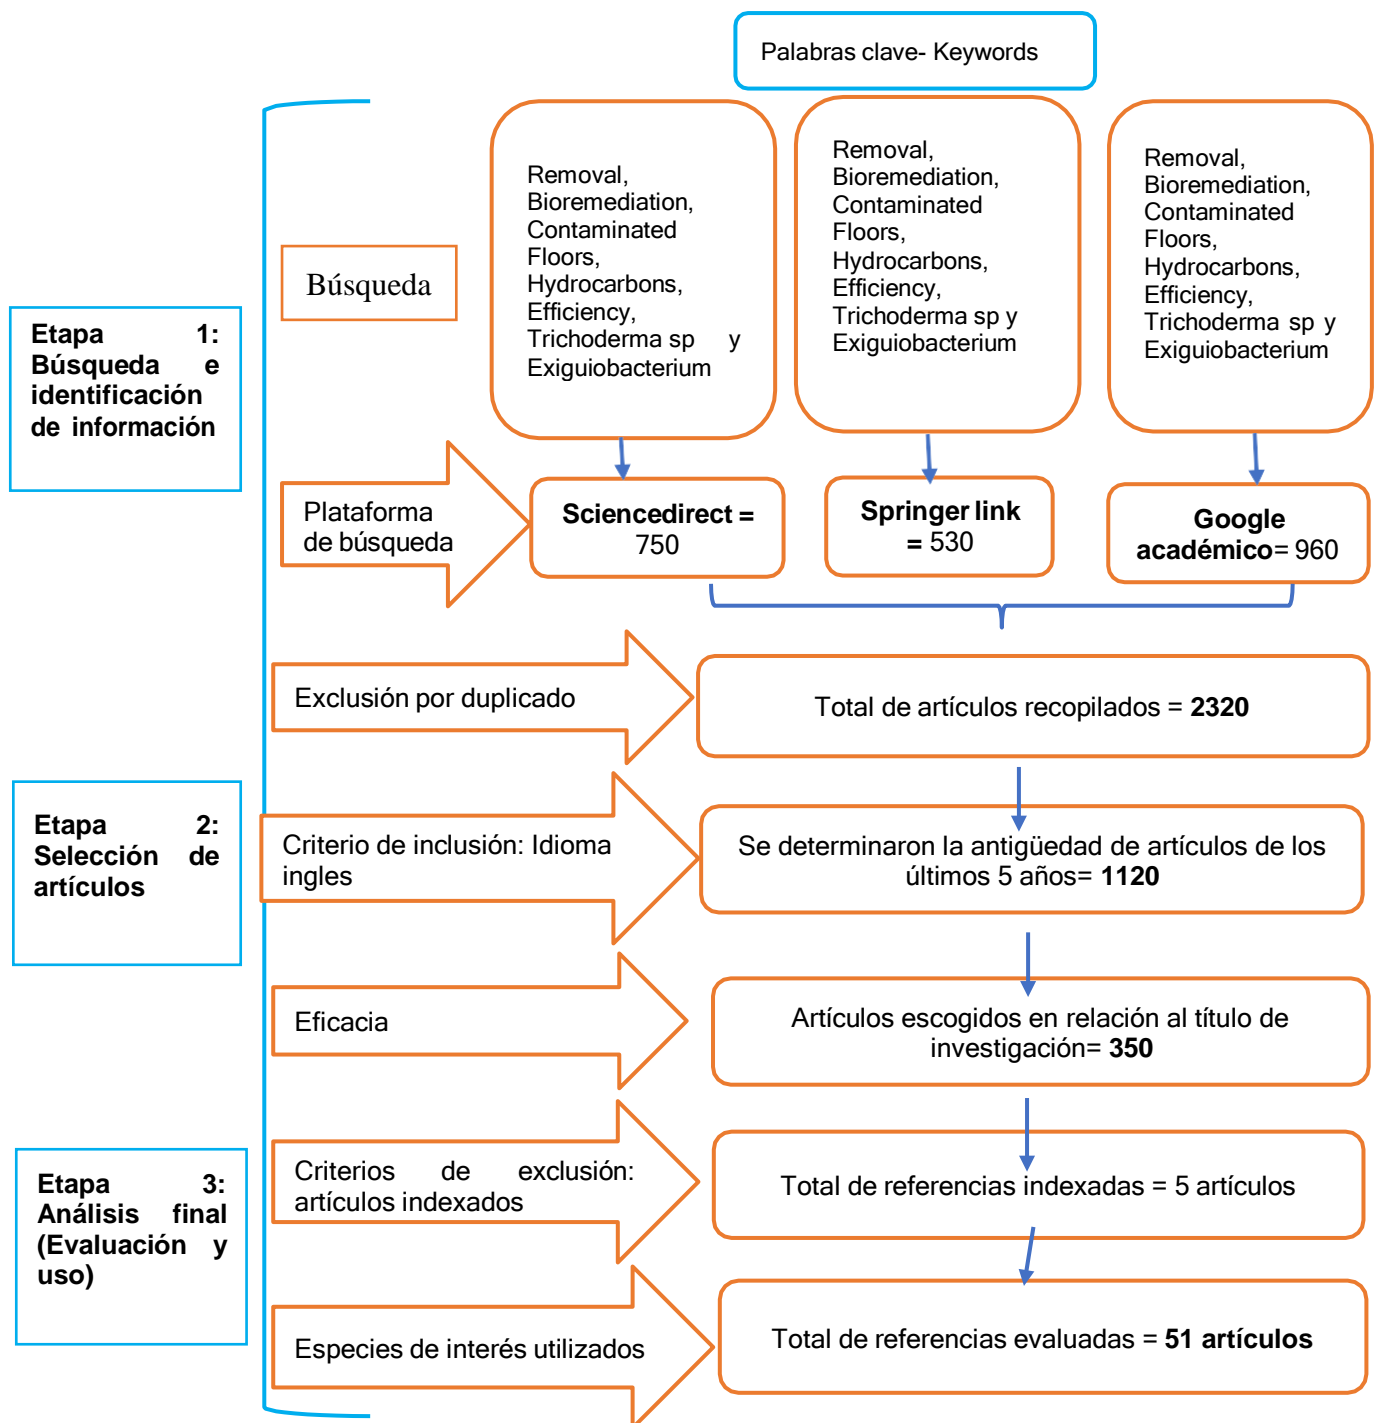 Palabras clave- Keywords
Removal,
Bioremediation,
Contaminated
Floors,
Hydrocarbons,
Efficiency,
Trichoderma sp y
Exiguiobacterium
Removal,
Bioremediation,
Contaminated
Floors,
Hydrocarbons,
Efficiency,
Trichoderma sp y
Exiguiobacterium
Removal,
Bioremediation,
Contaminated
Floors,
Hydrocarbons,
Efficiency,
Trichoderma sp y
Exiguiobacterium
Búsqueda
Etapa 1:
Búsqueda e
identificación
de información
Plataforma
de búsqueda
Sciencedirect =
750
Springer link
= 530
Google
académico= 960
Exclusión por duplicado
Total de artículos recopilados = 2320
Etapa 2:
Selección de
artículos
Criterio de inclusión: Idioma
ingles
Se determinaron la antigüedad de artículos de los
últimos 5 años= 1120
Eficacia
Artículos escogidos en relación al título de
investigación= 350
Etapa 3:
Análisis final
(Evaluación y
uso)
Criterios de exclusión:
artículos indexados
Total de referencias indexadas = 5 artículos
Especies de interés utilizados
Total de referencias evaluadas = 51 artículos